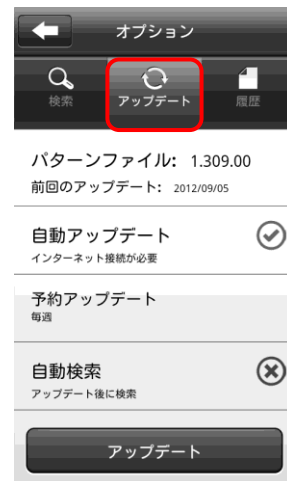 オプション
検索 アップデート 履歴
パターンファイル: 1.309.00
前回のアップデート: 2012/09/05
自動アップデート
インターネット接続が必要
予約アップデート
毎週
自動検索
アップデート後に検索
アップデート